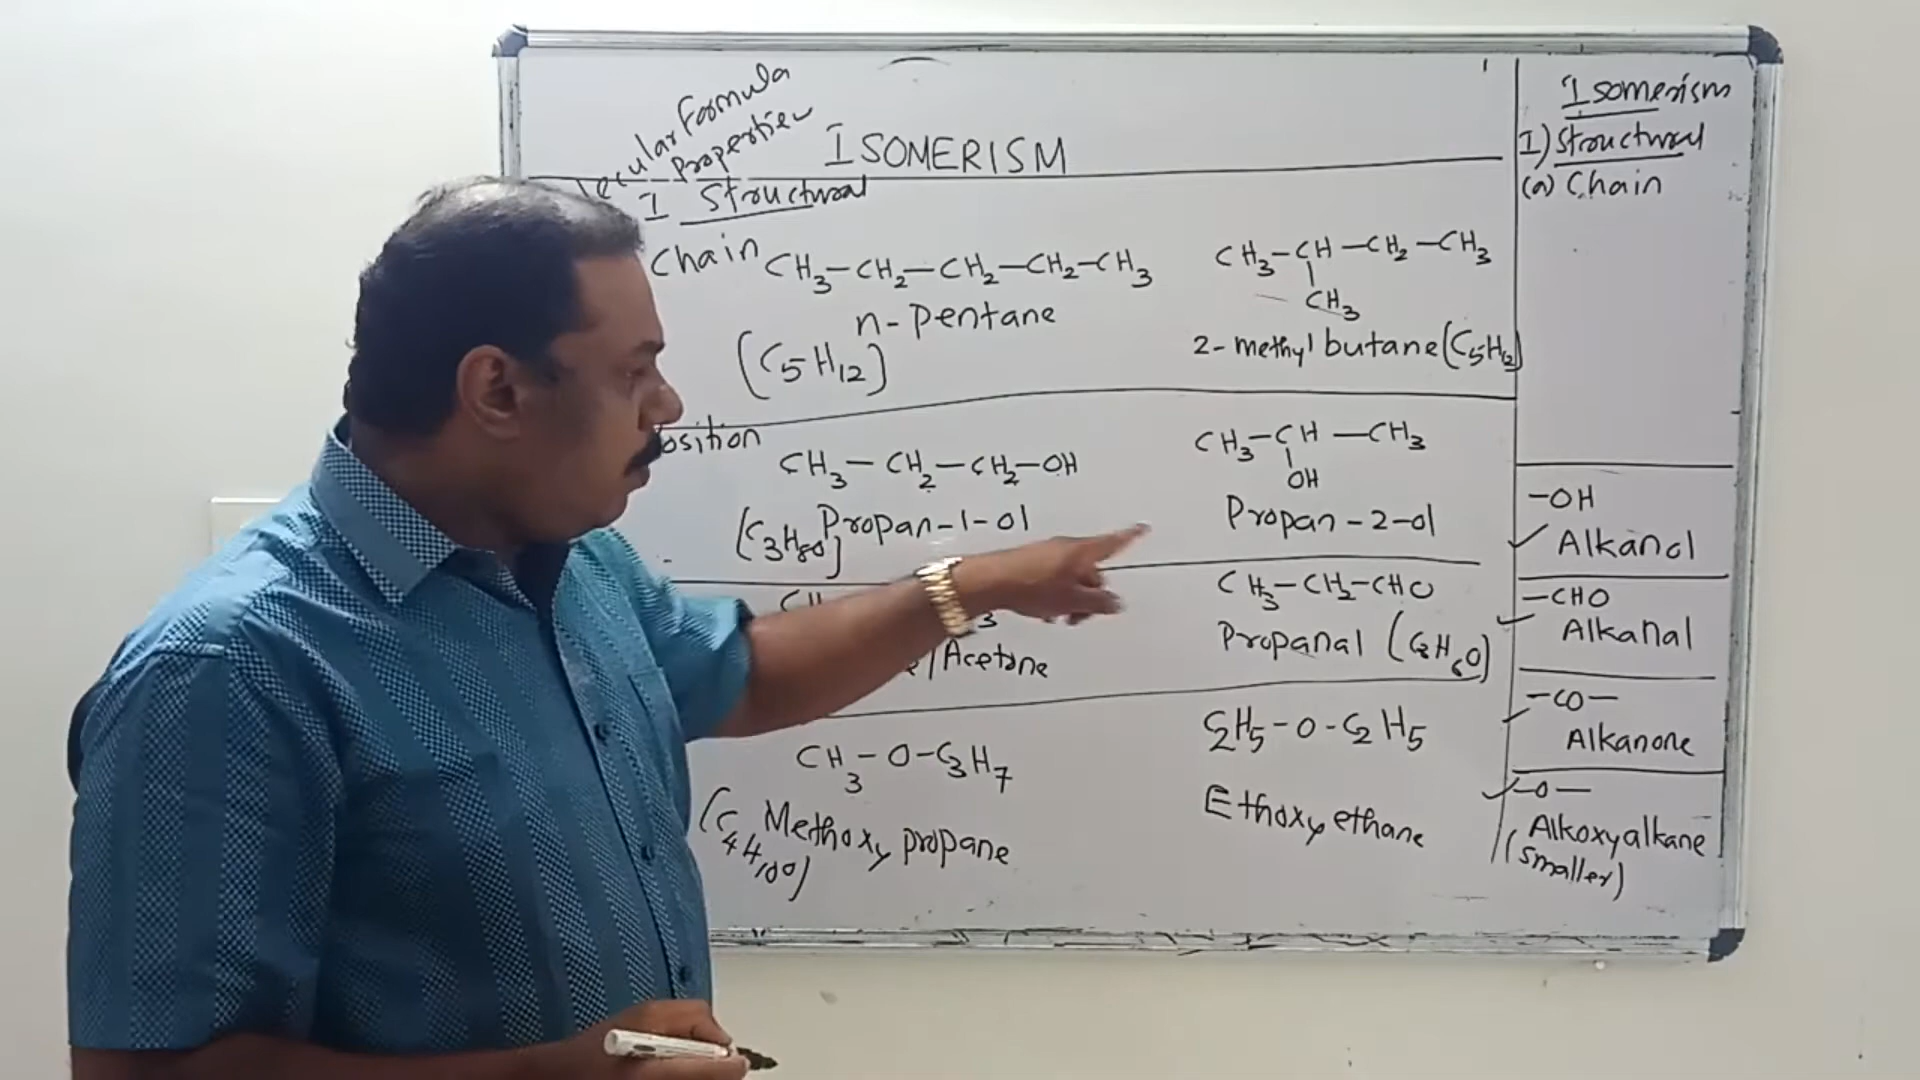 Formula
Properties
ISOMERISM
I Structural
Chain CH3-CH2-CH2-CH2-CH3
n-Pentane
(C5H12)
CH3-CH-CH2-CH3
CH3
2-methyl butane (C5H12)
CH3-CH2-CH2-OH
Propan-1-ol
(C3H8O)
CH3-CH-CH3
OH
Propan-2-ol
/Acetone
CH3-CH2-CHO
Propanal (C3H6O)
CH3-O-C3H7
Methoxy propane
(C4H10O)
C2H5-O-C2H5
Ethoxy ethane
Isomerism
I) Structural
(a) Chain
-OH
Alkanol
-CHO
Alkanal
-CO-
Alkanone
-O-
Alkoxyalkane
(smaller)